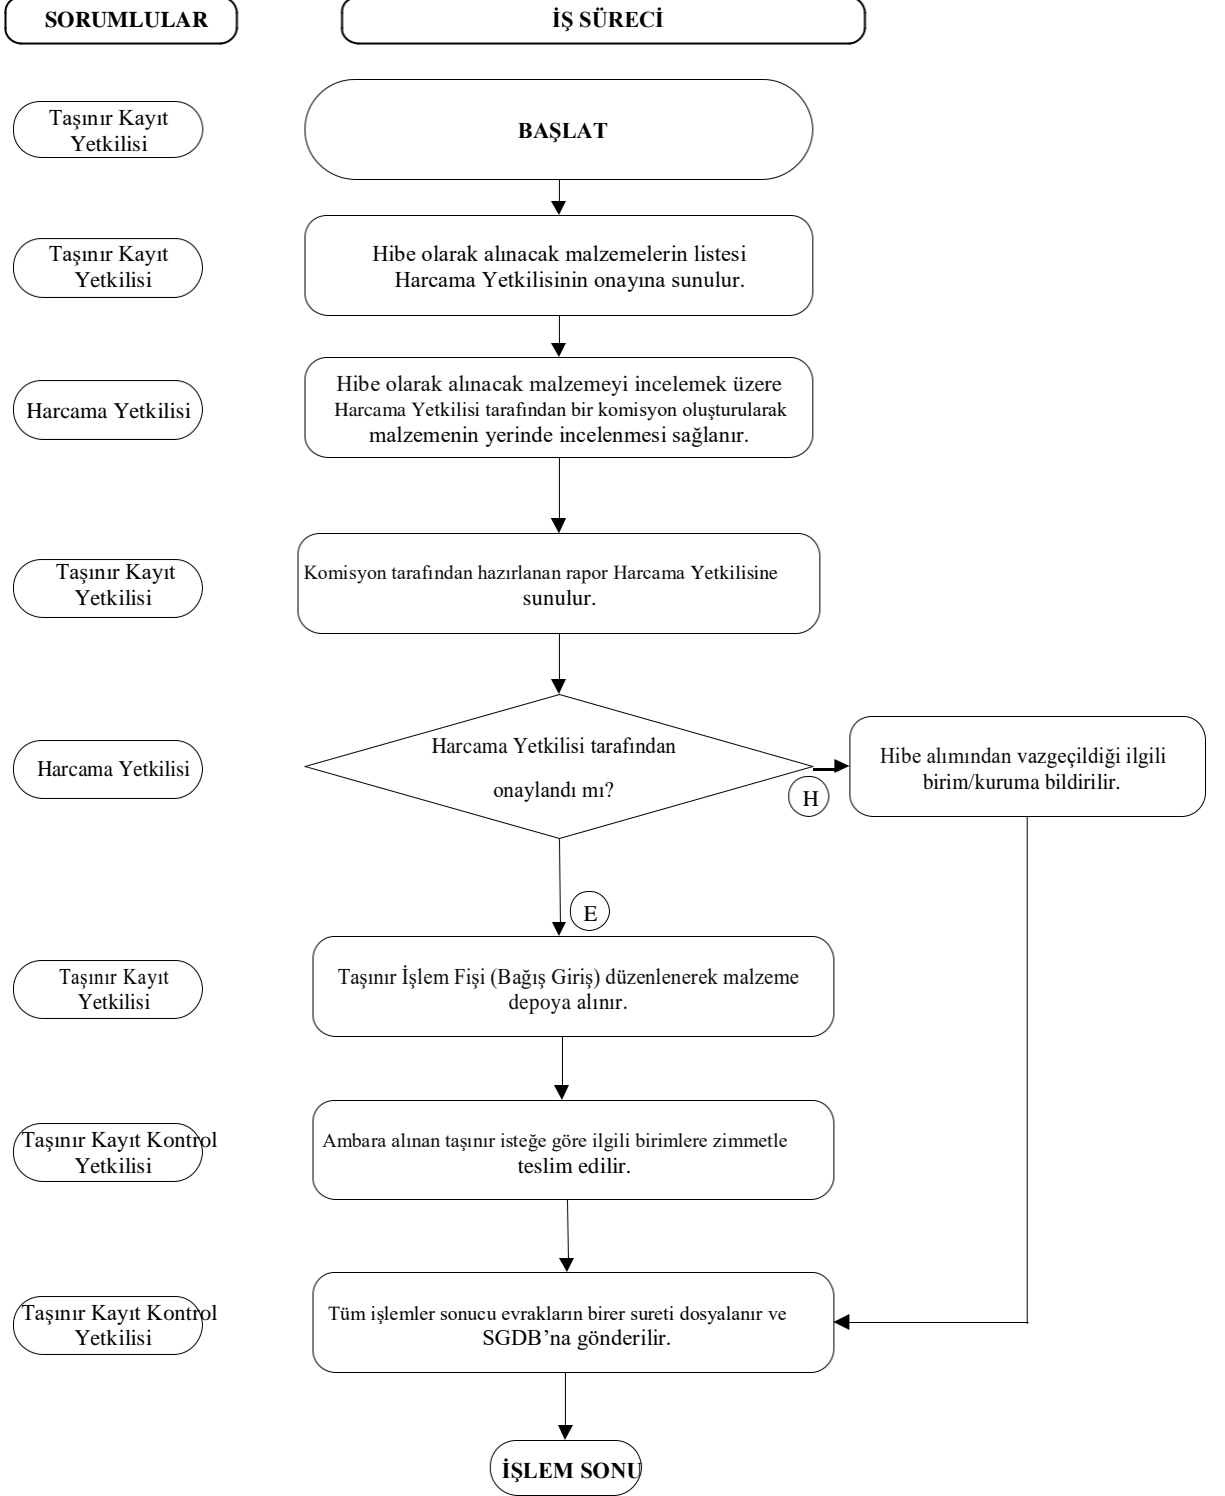 SORUMLULAR
İŞ SÜRECİ
Taşınır Kayıt
Yetkilisi
BAŞLAT
Taşınır Kayıt
Yetkilisi
Hibe olarak alınacak malzemelerin listesi
Harcama Yetkilisinin onayına sunulur.
Harcama Yetkilisi
Hibe olarak alınacak malzemeyi incelemek üzere
Harcama Yetkilisi tarafından bir komisyon oluşturularak
malzemenin yerinde incelenmesi sağlanır.
Taşınır Kayıt
Yetkilisi
Komisyon tarafından hazırlanan rapor Harcama Yetkilisine
sunulur.
Harcama Yetkilisi
Harcama Yetkilisi tarafından
onaylandı mı?
H
Hibe alımından vazgeçildiği ilgili
birim/kuruma bildirilir.
E
Taşınır Kayıt
Yetkilisi
Taşınır İşlem Fişi (Bağış Giriş) düzenlenerek malzeme
depoya alınır.
Taşınır Kayıt Kontrol
Yetkilisi
Ambara alınan taşınır isteğe göre ilgili birimlere zimmetle
teslim edilir.
Taşınır Kayıt Kontrol
Yetkilisi
Tüm işlemler sonucu evrakların birer sureti dosyalanır ve
SGDB’na gönderilir.
İŞLEM SONU